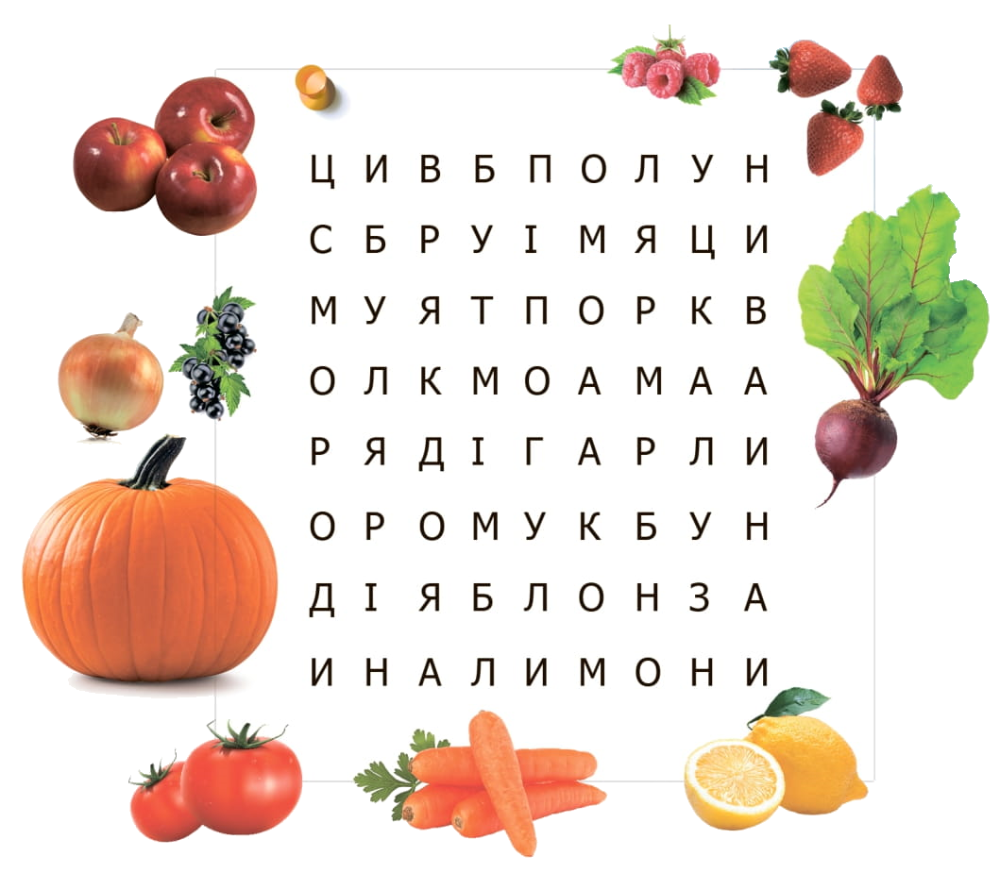 Ц И В Б П О Л У Н
С Б Р У І М Я Ц И
М У Я Т П О Р К В
О Л К М О А М А А
Р Я Д І Г А Р Л И
О Р О М У К Б У Н
Д І Я Б Л О Н З А
И Н А Л И М О Н И